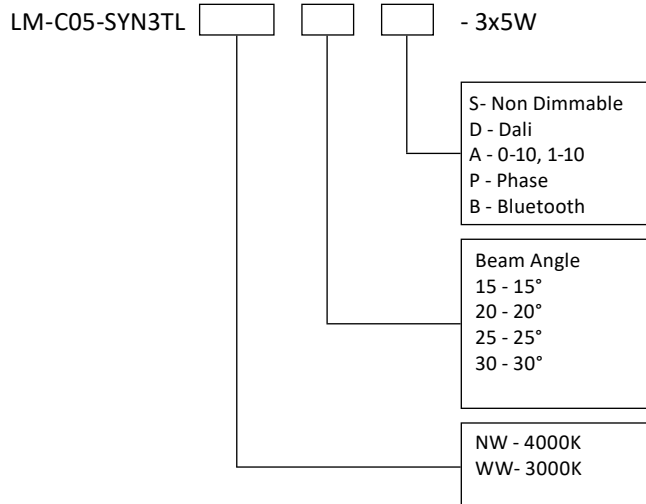 LM-C05-SYN3TL - 3x5W
S- Non Dimmable
D - Dali
A - 0-10, 1-10
P - Phase
B - Bluetooth
Beam Angle
15 - 15°
20 - 20°
25 - 25°
30 - 30°
NW - 4000K
WW- 3000K